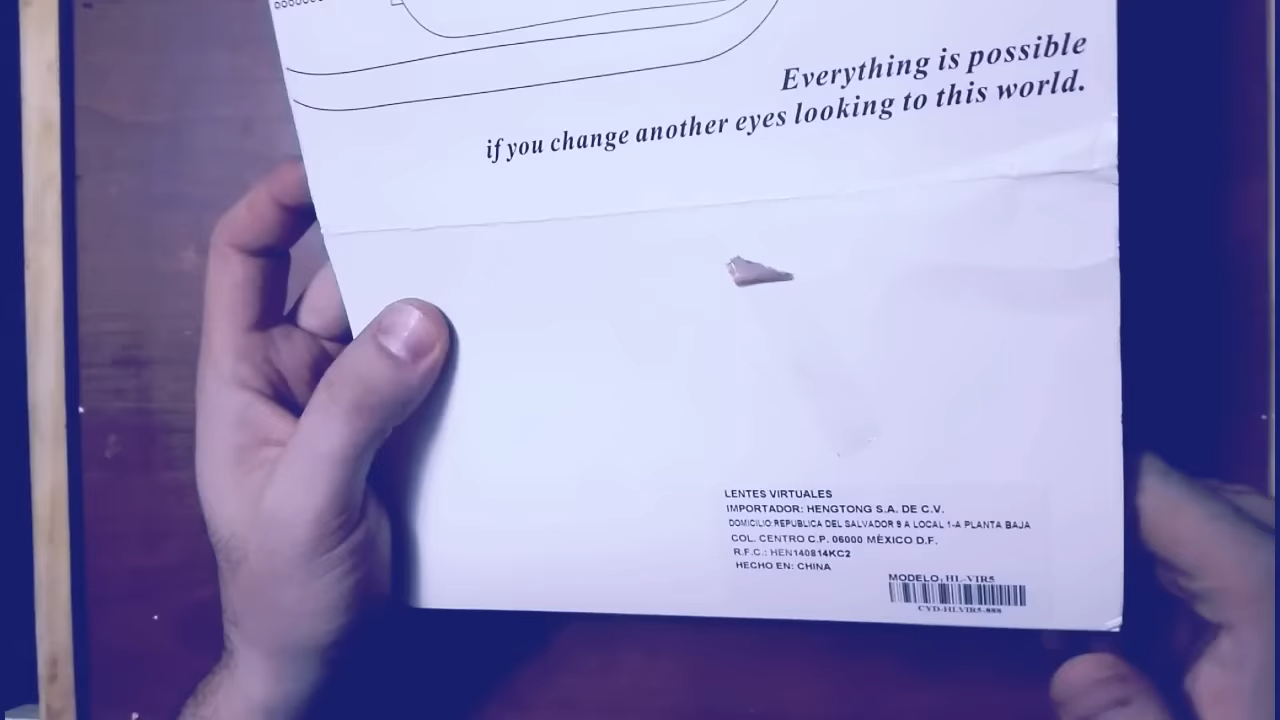 Everything is possible
if you change another eyes looking to this world.
LENTES VIRTUALES
IMPORTADOR: HENGTONG S.A. DE C.V.
DOMICILIO:REPUBLICA DEL SALVADOR 9 A LOCAL 1-A PLANTA BAJA
COL. CENTRO C.P. 06000 MÉXICO D.F.
R.F.C.: HEN140814KC2
HECHO EN: CHINA
MODELO: HL-VIR5
CYD-HLVIR5-888